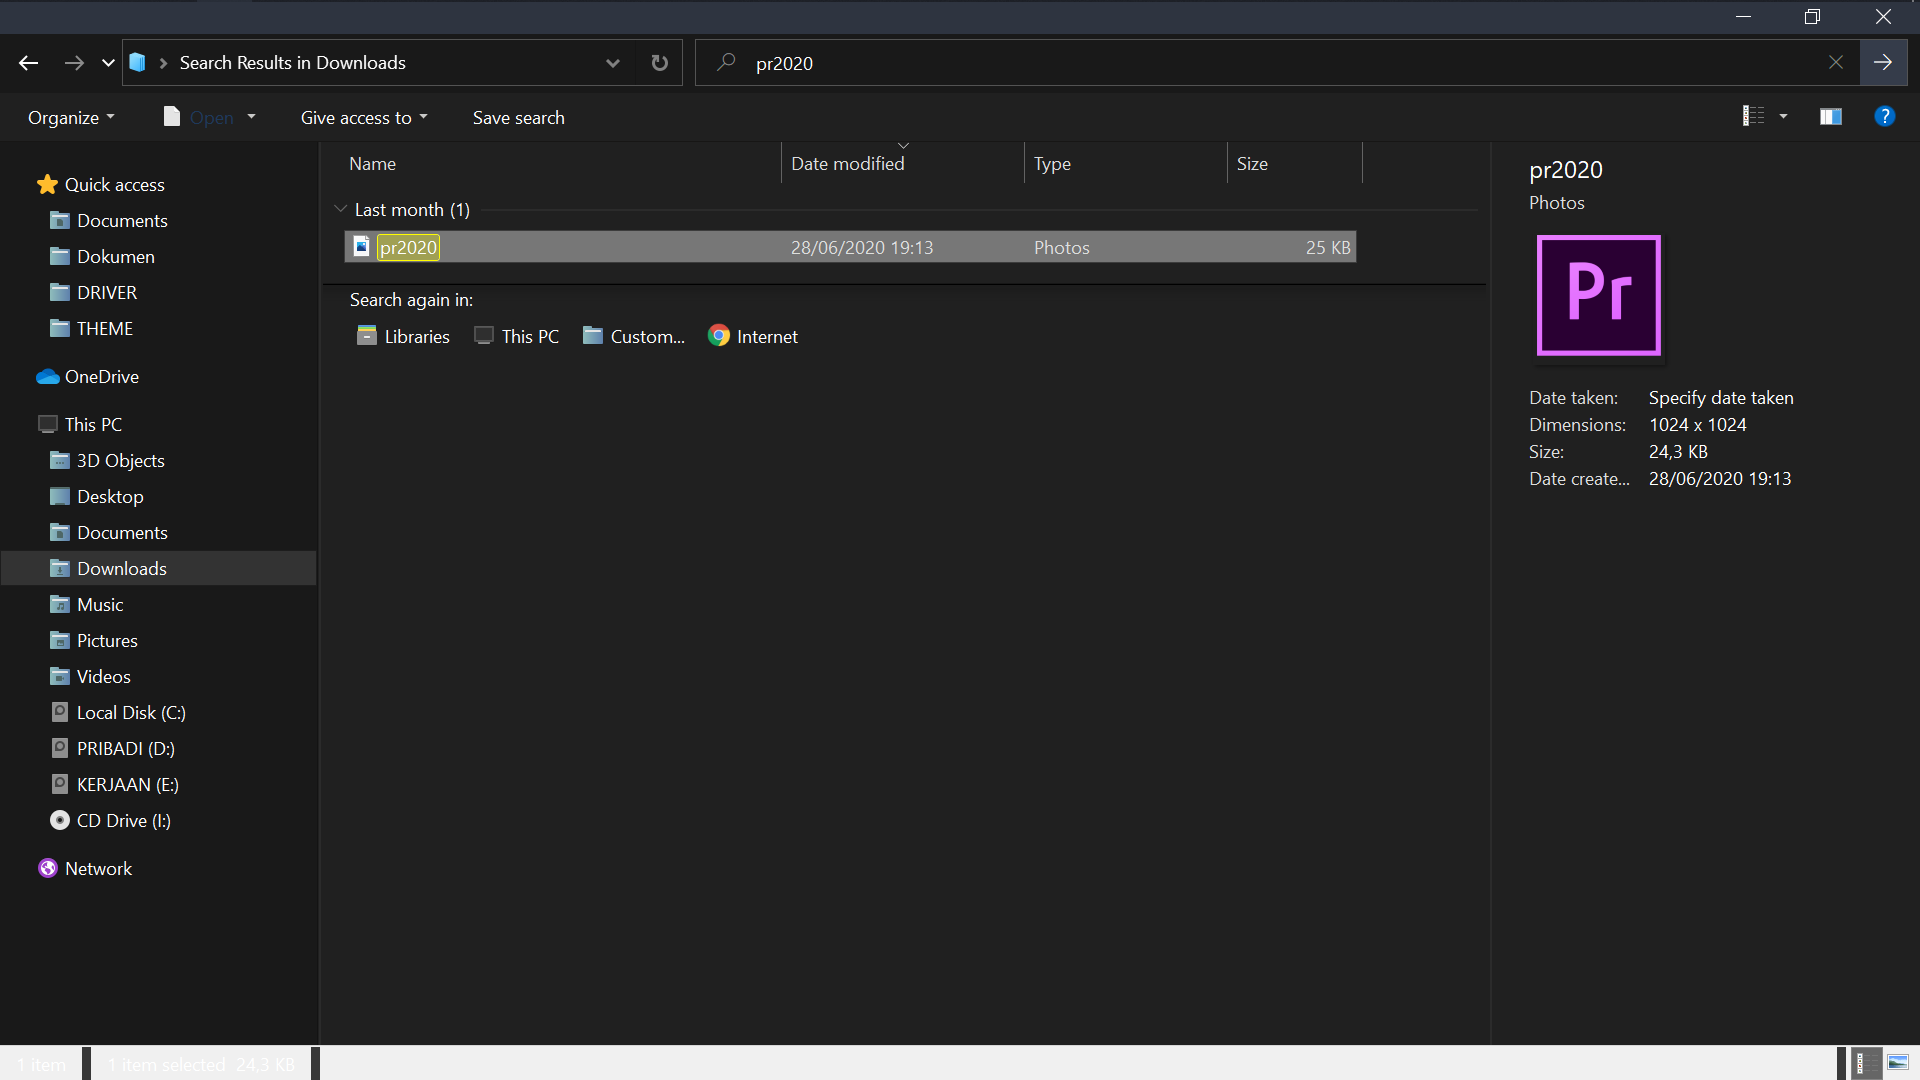 Search Results in Downloads
pr2020
Organize
Open
Give access to
Save search
?
Quick access
Documents
Dokumen
DRIVER
THEME
OneDrive
This PC
3D Objects
Desktop
Documents
Downloads
Music
Pictures
Videos
Local Disk (C:)
PRIBADI (D:)
KERJAAN (E:)
CD Drive (I:)
Network
Name Date modified Type Size
Last month (1)
pr2020 28/06/2020 19:13 Photos 25 KB
Search again in:
Libraries This PC Custom... Internet
pr2020
Photos
Pr
Date taken: Specify date taken
Dimensions: 1024 x 1024
Size: 24,3 KB
Date create... 28/06/2020 19:13
1 item 1 item selected 24,3 KB